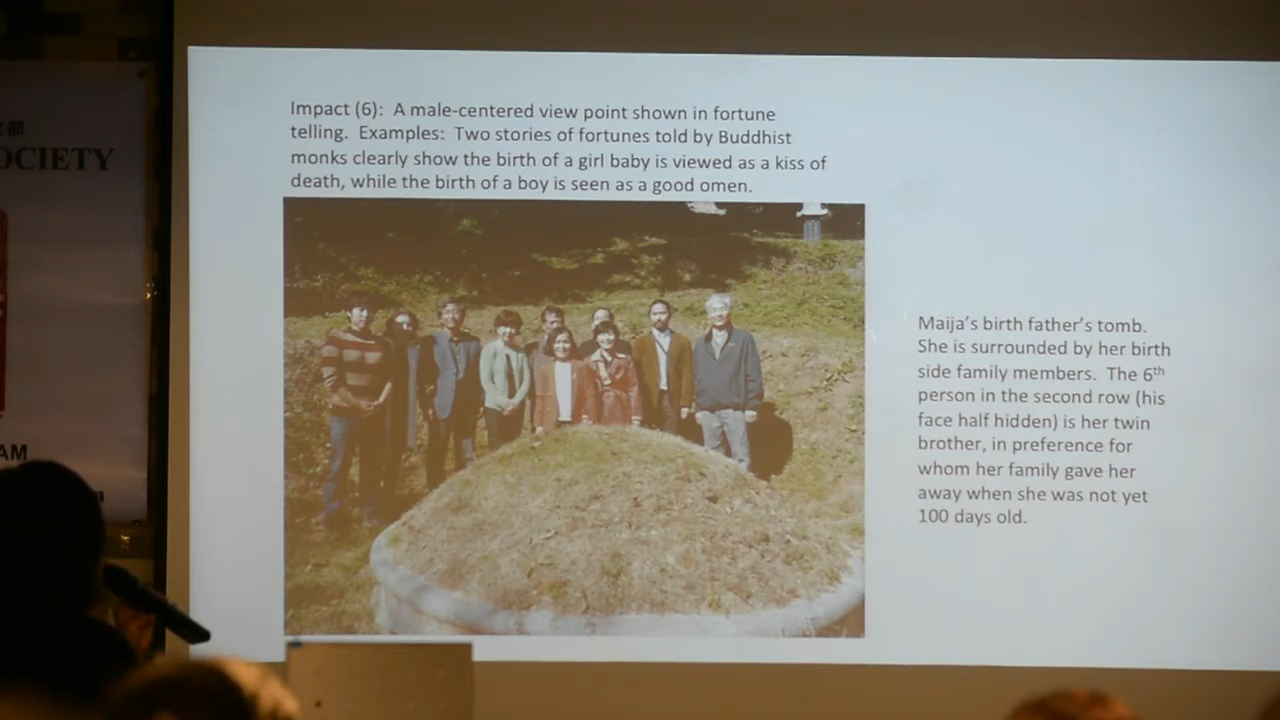 OCIETY
AM
Impact (6):  A male-centered view point shown in fortune
telling.  Examples:  Two stories of fortunes told by Buddhist
monks clearly show the birth of a girl baby is viewed as a kiss of
death, while the birth of a boy is seen as a good omen.
Maija's birth father's tomb.
She is surrounded by her birth
side family members.  The 6th
person in the second row (his
face half hidden) is her twin
brother, in preference for
whom her family gave her
away when she was not yet
100 days old.